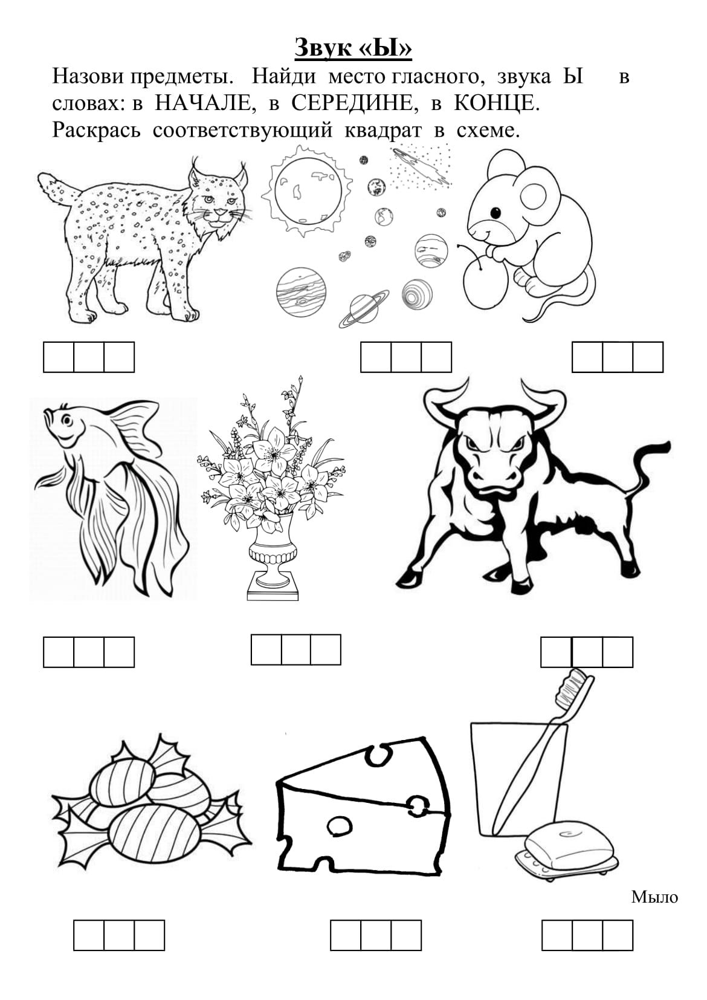 Звук «Ы»
Назови предметы. Найди место гласного, звука Ы в
словах: в НАЧАЛЕ, в СЕРЕДИНЕ, в КОНЦЕ.
Раскрась соответствующий квадрат в схеме.
Мыло